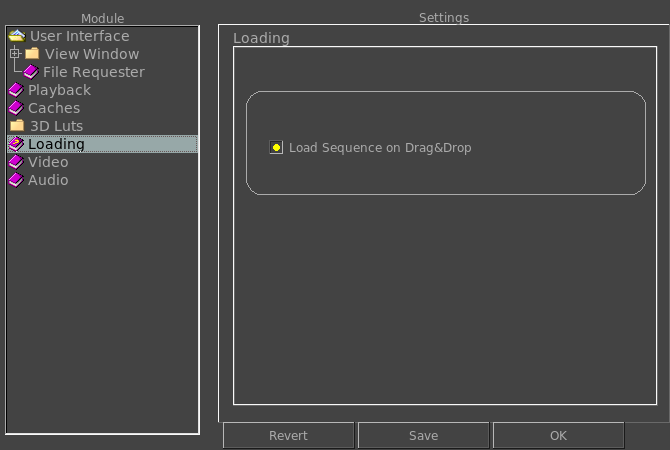 Module
User Interface
View Window
File Requester
Playback
Caches
3D Luts
Loading
Video
Audio
Settings
Loading
Load Sequence on Drag&Drop
Revert
Save
OK